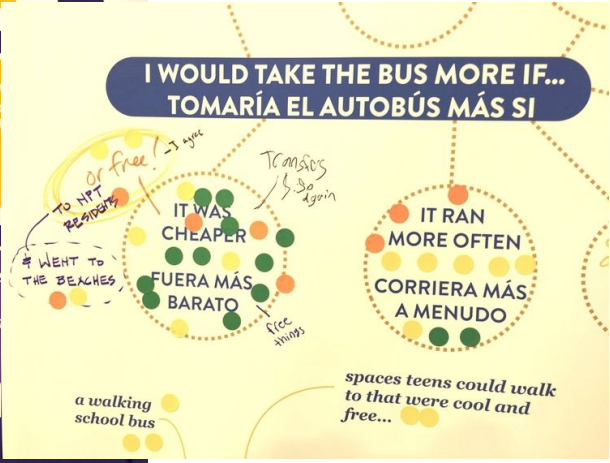 I WOULD TAKE THE BUS MORE IF...
TOMARÍA EL AUTOBÚS MÁS SI
or free!
-I agree
TO NPT
RESIDENTS
& WENT TO
THE BEACHES
IT WAS
CHEAPER
FUERA MÁS
BARATO
Transfers
again
free
things
IT RAN
MORE OFTEN
CORRIERA MÁS
A MENUDO
a walking
school bus
spaces teens could walk
to that were cool and
free...